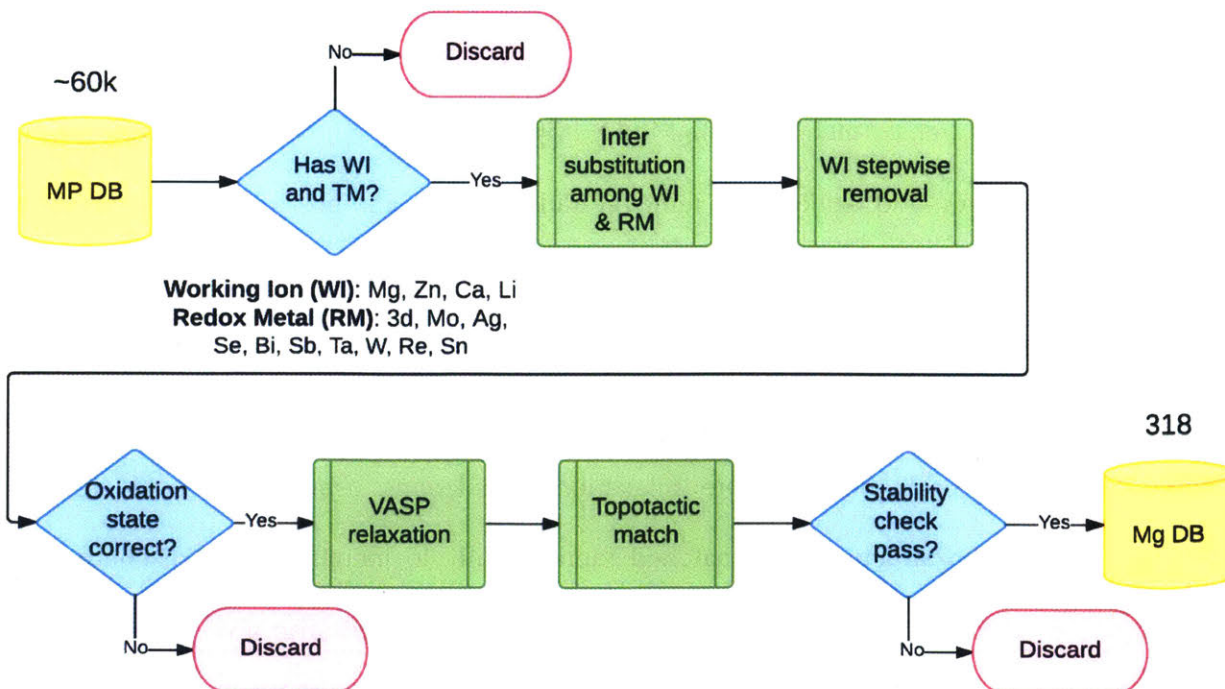 No
Discard
~60k
MP DB
Has WI
and TM?
Yes
Inter
substitution
among WI
& RM
WI stepwise
removal
Working Ion (WI): Mg, Zn, Ca, Li
Redox Metal (RM): 3d, Mo, Ag,
Se, Bi, Sb, Ta, W, Re, Sn
318
Oxidation
state
correct?
Yes
VASP
relaxation
Topotactic
match
Stability
check
pass?
Yes
Mg DB
No
Discard
No
Discard